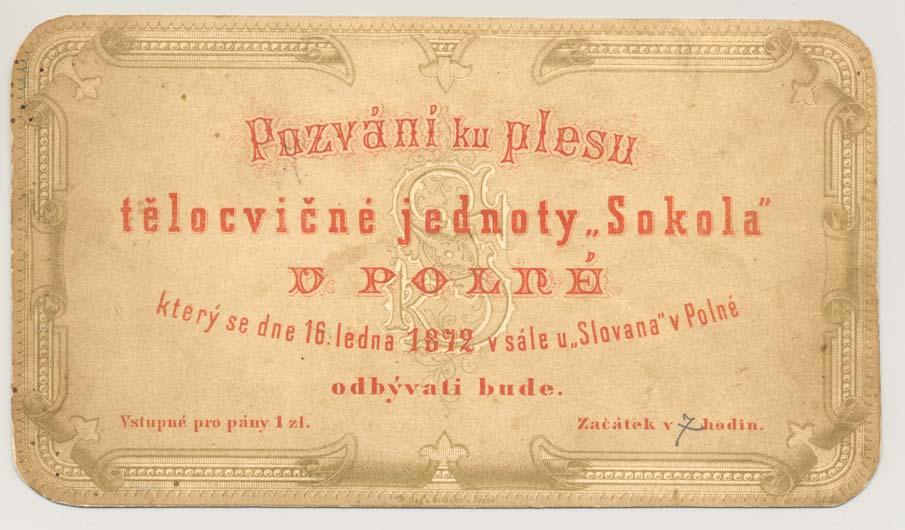 Pozvání ku plesu
tělocvičné jednoty „Sokola"
V POLNÉ
který se dne 16. ledna 1872 v sále u „Slovana" v Polné
odbývati bude.
Vstupné pro pány 1 zl.
Začátek v 7 hodin.